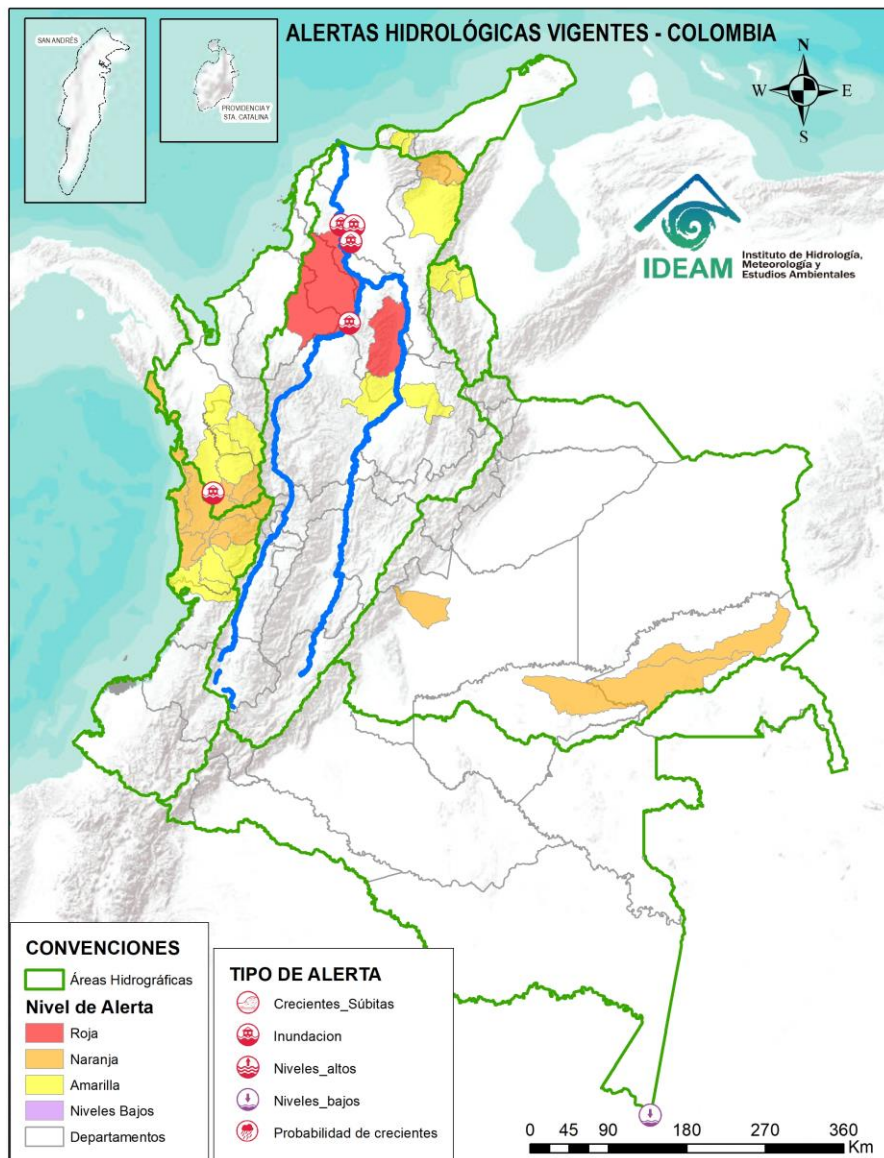 SAN ANDRÉS
PROVIDENCIA Y
STA. CATALINA
ALERTAS HIDROLÓGICAS VIGENTES - COLOMBIA
N
W
E
S
IDEAM
Instituto de Hidrología,
Meteorología y
Estudios Ambientales
CONVENCIONES
Áreas Hidrográficas
Nivel de Alerta
Roja
Naranja
Amarilla
Niveles Bajos
Departamentos
TIPO DE ALERTA
Crecientes_Súbitas
Inundacion
Niveles_altos
Niveles_bajos
Probabilidad de crecientes
0 45 90 180 270 360
Km